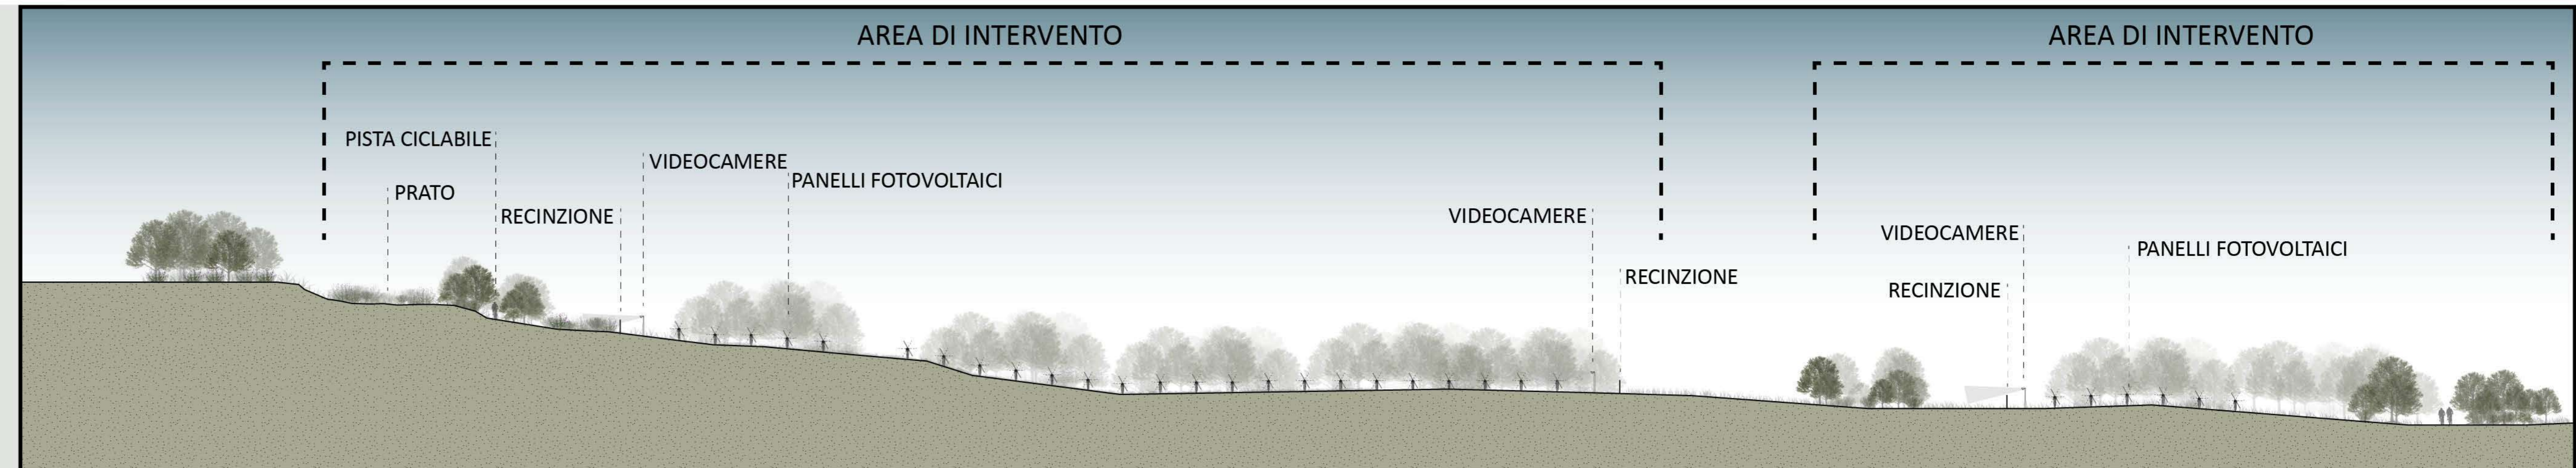 AREA DI INTERVENTO
AREA DI INTERVENTO
PISTA CICLABILE
VIDEOCAMERE
PANELLI FOTOVOLTAICI
PRATO
RECINZIONE
VIDEOCAMERE
RECINZIONE
VIDEOCAMERE
PANELLI FOTOVOLTAICI
RECINZIONE